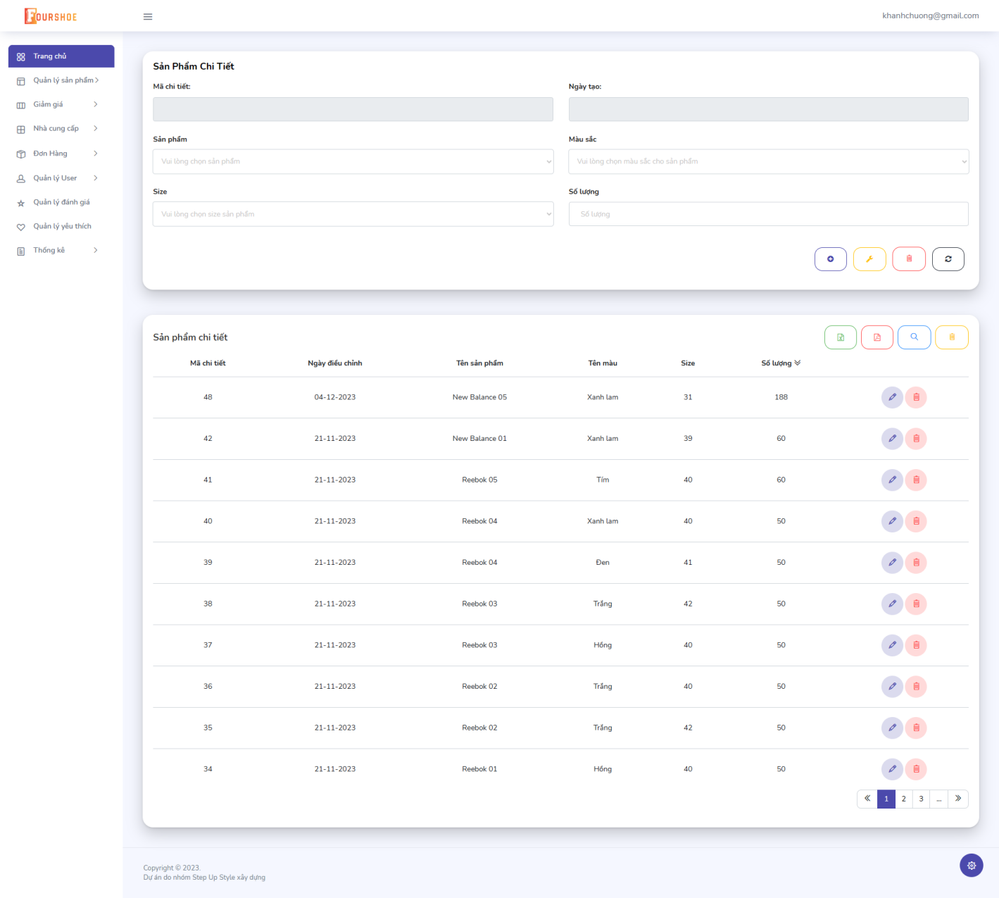 FOURSHOE
khanhchuong@gmail.com
Trang chủ
Quản lý sản phẩm
Giảm giá
Nhà cung cấp
Đơn Hàng
Quản lý User
Quản lý đánh giá
Quản lý yêu thích
Thống kê
Sản Phẩm Chi Tiết
Mã chi tiết: Ngày tạo:
Sản phẩm Màu sắc
Vui lòng chọn sản phẩm Vui lòng chọn màu sắc cho sản phẩm
Size Số lượng
Vui lòng chọn size sản phẩm Số lượng
Sản phẩm chi tiết
Mã chi tiết Ngày điều chỉnh Tên sản phẩm Tên màu Size Số lượng
48 04-12-2023 New Balance 05 Xanh lam 31 188
42 21-11-2023 New Balance 01 Xanh lam 39 60
41 21-11-2023 Reebok 05 Tím 40 60
40 21-11-2023 Reebok 04 Xanh lam 40 50
39 21-11-2023 Reebok 04 Đen 41 50
38 21-11-2023 Reebok 03 Trắng 42 50
37 21-11-2023 Reebok 03 Hồng 40 50
36 21-11-2023 Reebok 02 Trắng 40 50
35 21-11-2023 Reebok 02 Trắng 42 50
34 21-11-2023 Reebok 01 Hồng 40 50
« 1 2 3 ... »
Copyright © 2023.
Dự án do nhóm Step Up Style xây dựng